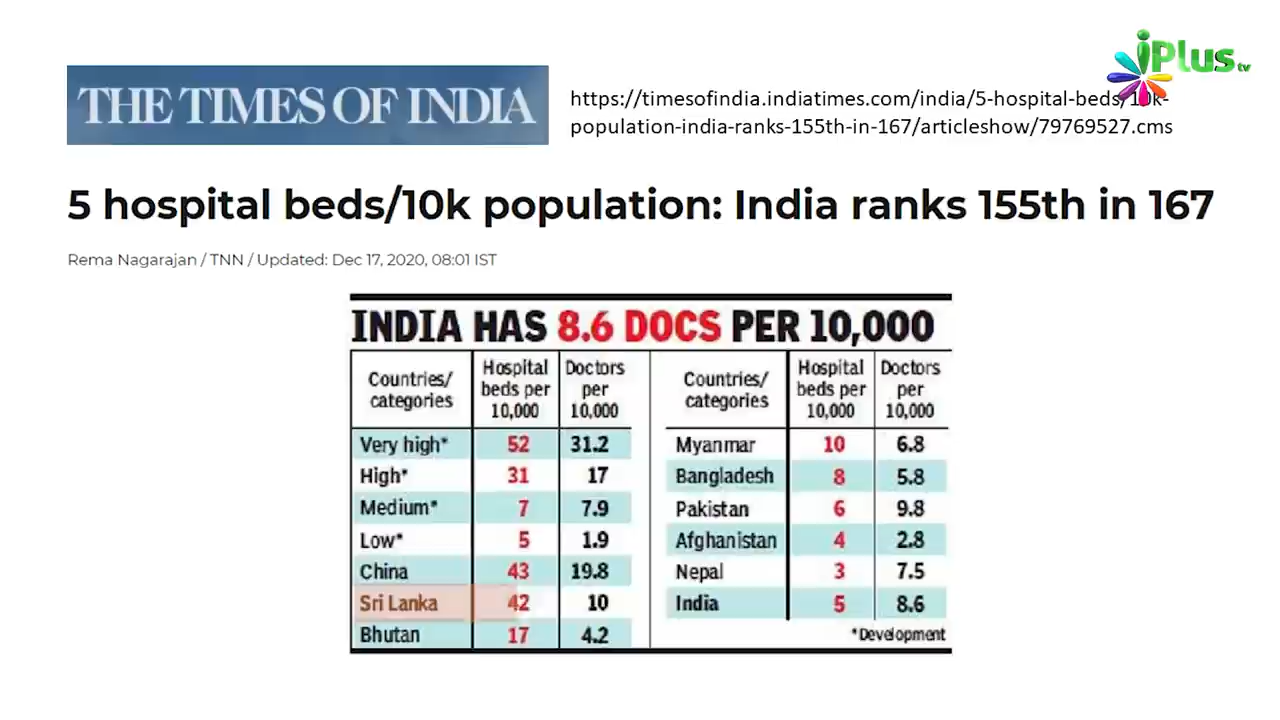 iPlus tv
THE TIMES OF INDIA
https://timesofindia.indiatimes.com/india/5-hospital-beds/10k-
population-india-ranks-155th-in-167/articleshow/79769527.cms
5 hospital beds/10k population: India ranks 155th in 167
Rema Nagarajan / TNN / Updated: Dec 17, 2020, 08:01 IST
INDIA HAS 8.6 DOCS PER 10,000
Countries/ categories Hospital beds per 10,000 Doctors per 10,000
Very high* 52 31.2
High* 31 17
Medium* 7 7.9
Low* 5 1.9
China 43 19.8
Sri Lanka 42 10
Bhutan 17 4.2
Countries/ categories Hospital beds per 10,000 Doctors per 10,000
Myanmar 10 6.8
Bangladesh 8 5.8
Pakistan 6 9.8
Afghanistan 4 2.8
Nepal 3 7.5
India 5 8.6
*Development